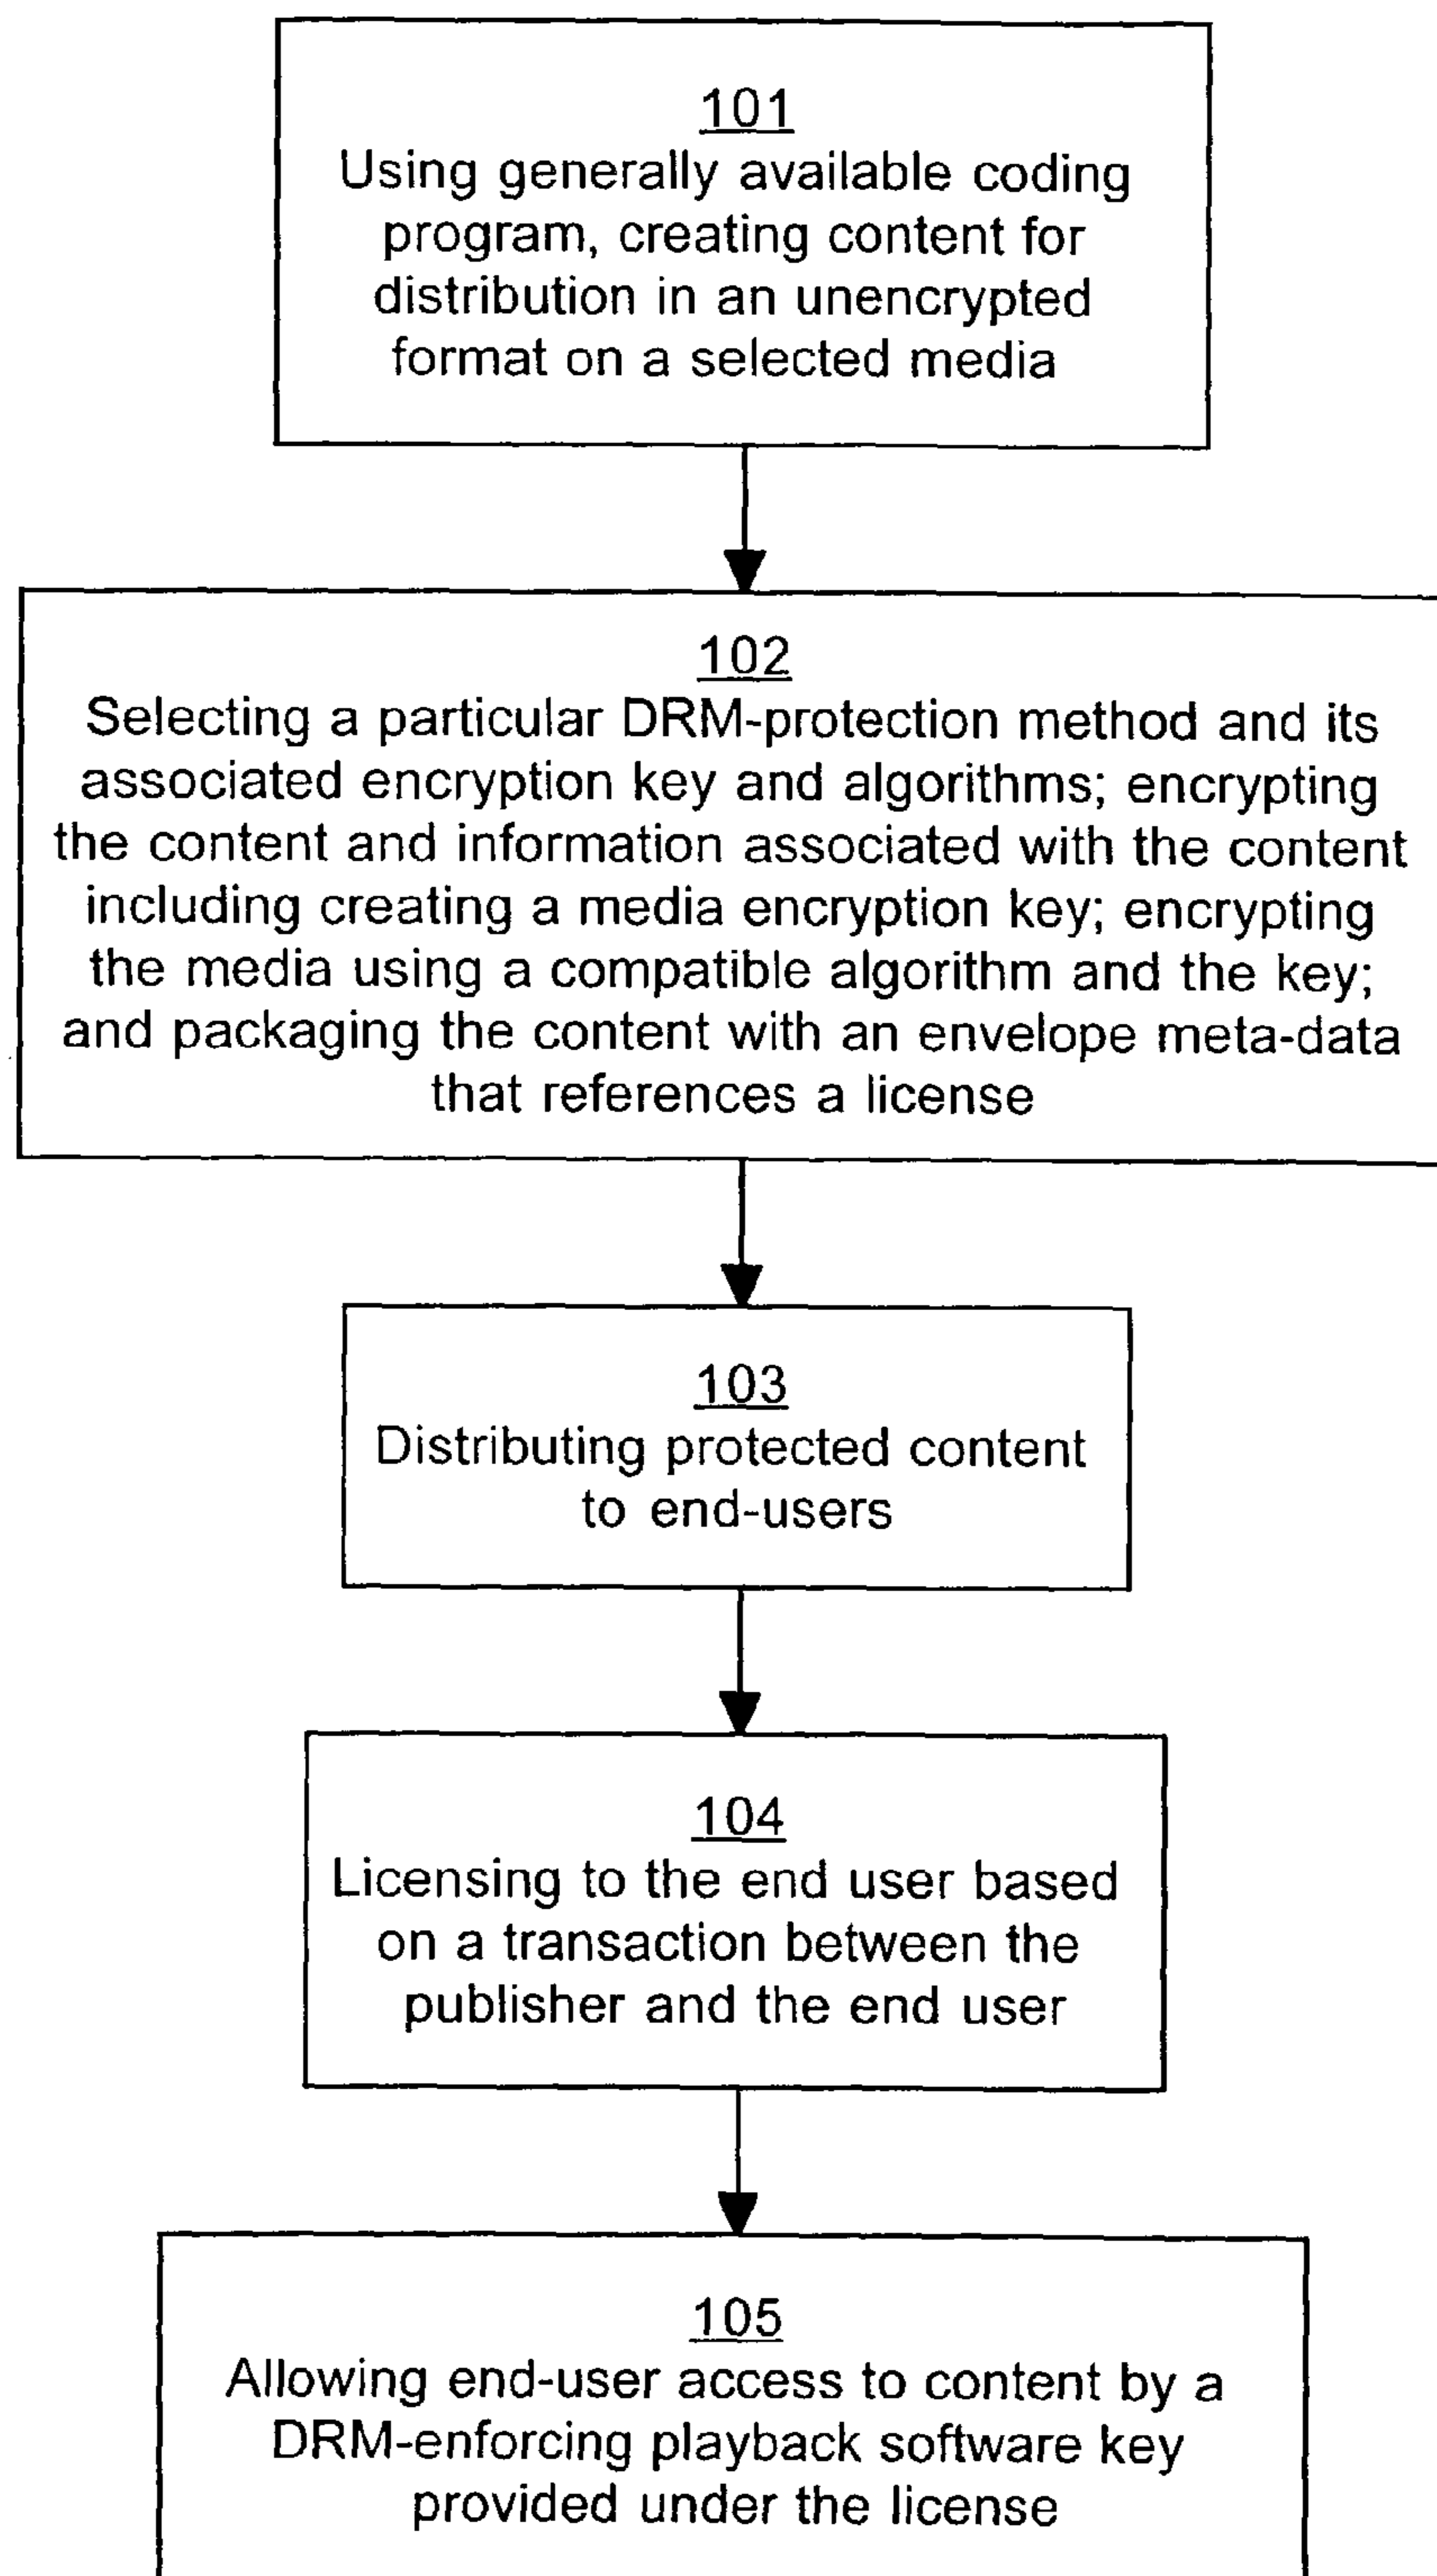 101
Using generally available coding
program, creating content for
distribution in an unencrypted
format on a selected media
102
Selecting a particular DRM-protection method and its
associated encryption key and algorithms; encrypting
the content and information associated with the content
including creating a media encryption key; encrypting
the media using a compatible algorithm and the key;
and packaging the content with an envelope meta-data
that references a license
103
Distributing protected content
to end-users
104
Licensing to the end user based
on a transaction between the
publisher and the end user
105
Allowing end-user access to content by a
DRM-enforcing playback software key
provided under the license